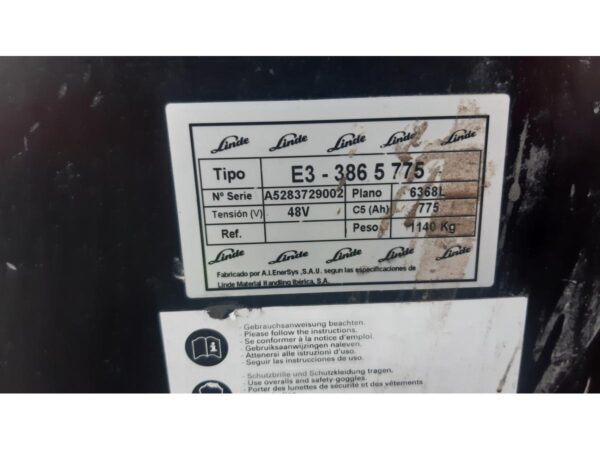 Linde Linde Linde Linde Linde
Tipo E3 - 386 5 775
Nº Serie A5283729002 Plano 6368L
Tensión (V) 48V C5 (Ah) 775
Ref. Peso 1140 Kg
Linde Linde Linde Linde Linde
Fabricado por A.I.EnerSys ,S.A.U. segun las especificaciones de
Linde Material Handling Ibérica, S.A.
- Gebrauchsanweisung beachten.
- Please follow the instructions.
- Se conformer à la notice d'emploi.
- Gebruiksaanwijzingen naleven.
- Attenersi alle istruzioni d'uso.
- Seguir las instrucciones de uso.
- Schutzbrille und Schutzkleidung tragen.
- Use overalls and safety-goggles.
- Porter des lunettes de sécurité et des vêtements